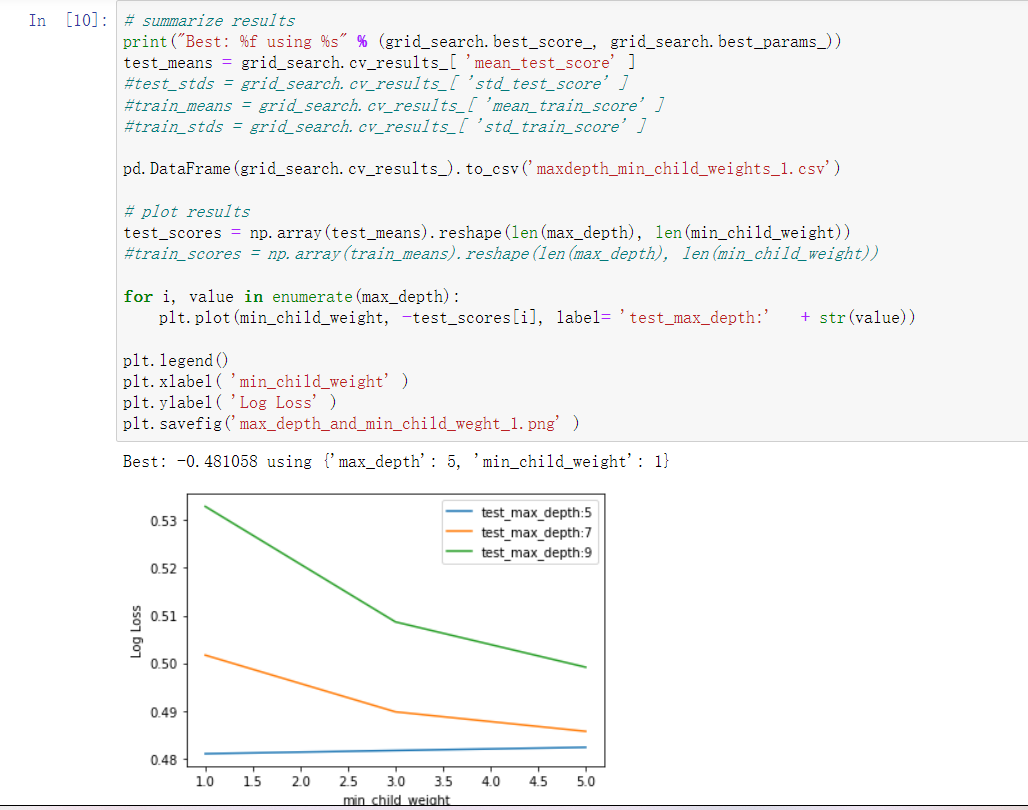 In [10]:
# summarize results
print("Best: %f using %s" % (grid_search.best_score_, grid_search.best_params_))
test_means = grid_search.cv_results_[ 'mean_test_score' ]
#test_stds = grid_search.cv_results_[ 'std_test_score' ]
#train_means = grid_search.cv_results_[ 'mean_train_score' ]
#train_stds = grid_search.cv_results_[ 'std_train_score' ]
pd.DataFrame(grid_search.cv_results_).to_csv('maxdepth_min_child_weights_1.csv')
# plot results
test_scores = np.array(test_means).reshape(len(max_depth), len(min_child_weight))
#train_scores = np.array(train_means).reshape(len(max_depth), len(min_child_weight))
for i, value in enumerate(max_depth):
    plt.plot(min_child_weight, -test_scores[i], label= 'test_max_depth:'   + str(value))
plt.legend()
plt.xlabel( 'min_child_weight' )
plt.ylabel( 'Log Loss' )
plt.savefig('max_depth_and_min_child_weght_1.png' )
Best: -0.481058 using {'max_depth': 5, 'min_child_weight': 1}
test_max_depth:5
test_max_depth:7
test_max_depth:9
0.53
0.52
0.51
0.50
0.49
0.48
Log Loss
1.0 1.5 2.0 2.5 3.0 3.5 4.0 4.5 5.0
min_child_weight